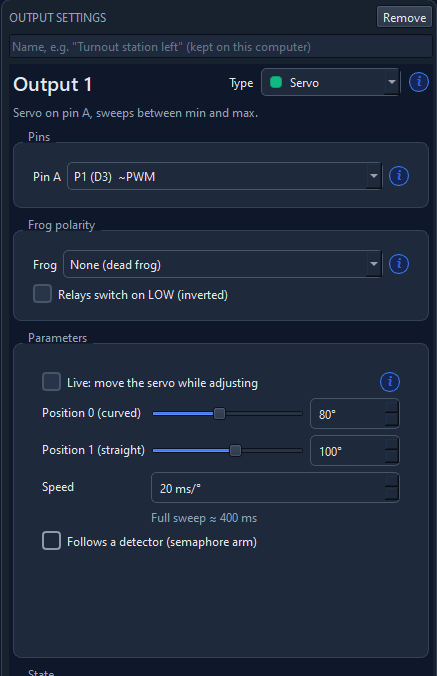 OUTPUT SETTINGS
Remove
Name, e.g. "Turnout station left" (kept on this computer)
Output 1
Type
Servo
i
Servo on pin A, sweeps between min and max.
Pins
Pin A
P1 (D3) ~PWM
i
Frog polarity
Frog
None (dead frog)
i
Relays switch on LOW (inverted)
Parameters
Live: move the servo while adjusting
i
Position 0 (curved)
80°
Position 1 (straight)
100°
Speed
20 ms/°
Full sweep ≈ 400 ms
Follows a detector (semaphore arm)
State